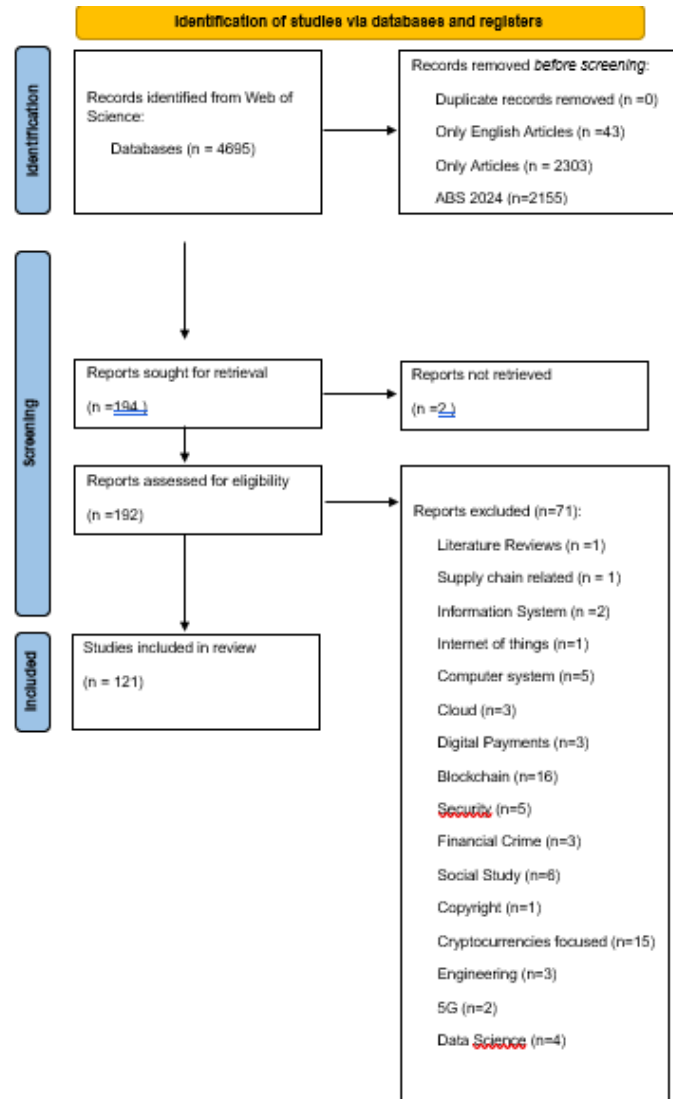 Identification of studies via databases and registers
Identification
Records identified from Web of
Science:
Databases (n = 4695)
Records removed before screening:
Duplicate records removed (n =0)
Only English Articles (n =43)
Only Articles (n = 2303)
ABS 2024 (n=2155)
Screening
Reports sought for retrieval
(n =194 )
Reports not retrieved
(n =2 )
Reports assessed for eligibility
(n =192)
Reports excluded (n=71):
Literature Reviews (n =1)
Supply chain related (n = 1)
Information System (n =2)
Internet of things (n=1)
Computer system (n=5)
Cloud (n=3)
Digital Payments (n=3)
Blockchain (n=16)
Security (n=5)
Financial Crime (n=3)
Social Study (n=6)
Copyright (n=1)
Cryptocurrencies focused (n=15)
Engineering (n=3)
5G (n=2)
Data Science (n=4)
Included
Studies included in review
(n = 121)